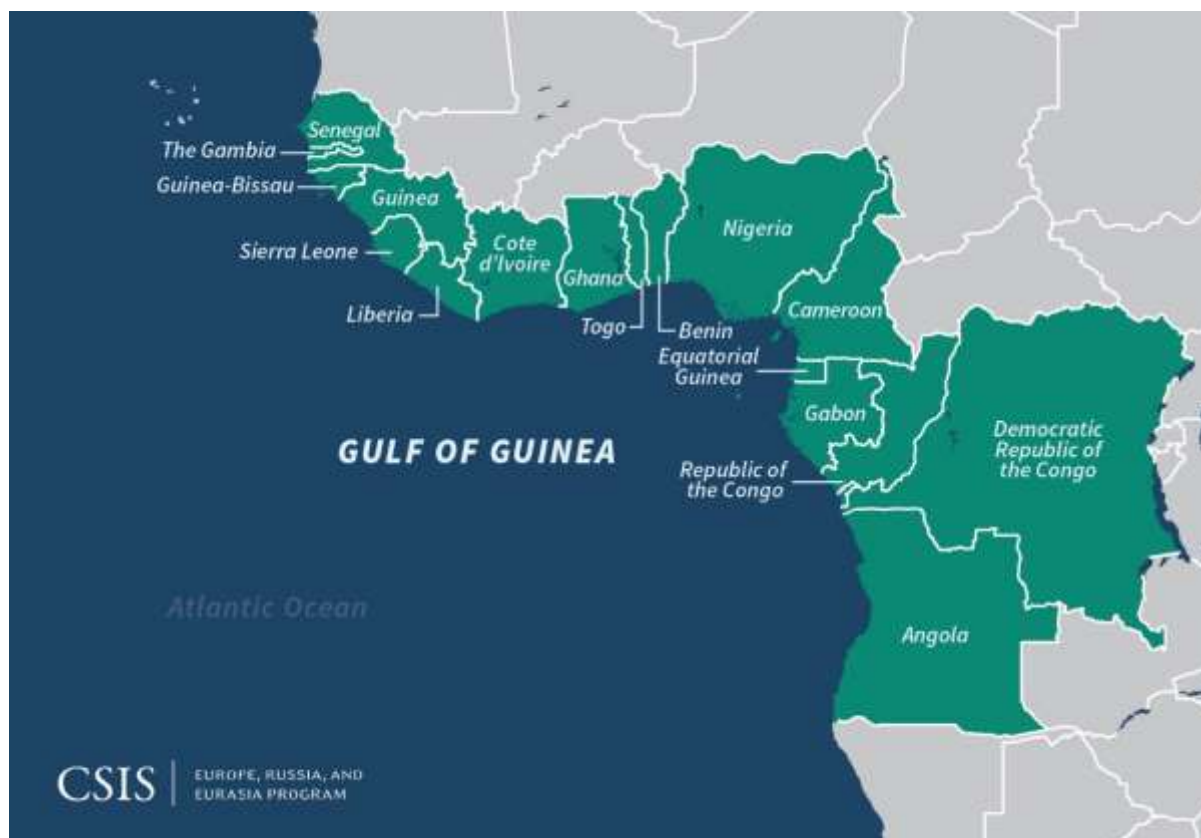 Senegal
The Gambia
Guinea-Bissau
Guinea
Sierra Leone
Liberia
Cote
d'Ivoire
Ghana
Togo
Benin
Nigeria
Cameroon
Equatorial
Guinea
Gabon
GULF OF GUINEA
Republic of
the Congo
Democratic
Republic of
the Congo
Atlantic Ocean
Angola
CSIS
EUROPE, RUSSIA, AND
EURASIA PROGRAM